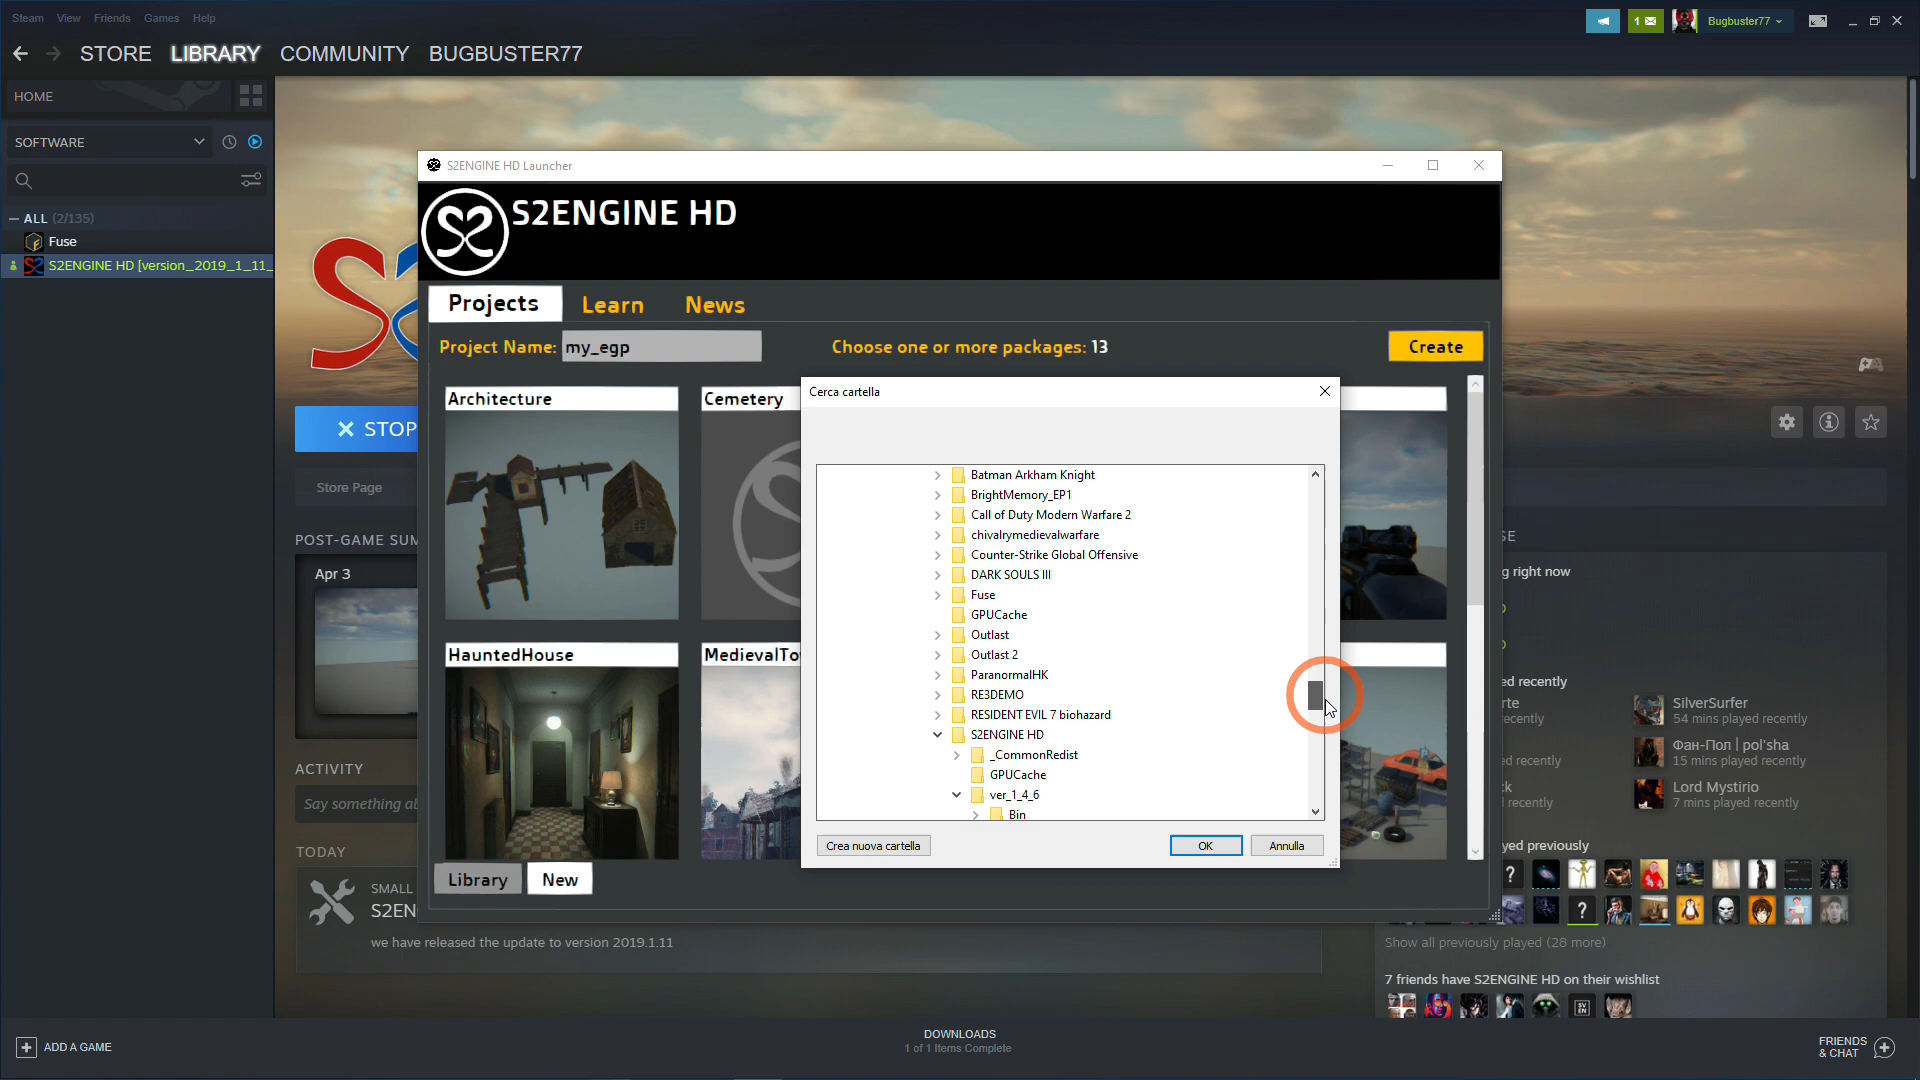 Steam View Friends Games Help
1
Bugbuster77
STORE LIBRARY COMMUNITY BUGBUSTER77
HOME
SOFTWARE
ALL (2/135)
Fuse
S2ENGINE HD [version_2019_1_11_
S2ENGINE HD Launcher
S2ENGINE HD
Projects Learn News
Project Name: my_egp Choose one or more packages: 13 Create
Architecture
Cemetery
HauntedHouse
Library New
Cerca cartella
Batman Arkham Knight
BrightMemory_EP1
Call of Duty Modern Warfare 2
chivalrymedievalwarfare
Counter-Strike Global Offensive
DARK SOULS III
Fuse
GPUCache
Outlast
Outlast 2
ParanormalHK
RE3DEMO
RESIDENT EVIL 7 biohazard
S2ENGINE HD
_CommonRedist
GPUCache
ver_1_4_6
Bin
Crea nuova cartella OK Annulla
STOP
Store Page
POST-GAME SUM
Apr 3
ACTIVITY
Say something
TODAY
SMALL
S2EN
we have released the update to version 2019.1.11
right now
recently
SilverSurfer
54 mins played recently
Фан-Пол | pol'sha
15 mins played recently
Lord Mystirio
7 mins played recently
yed previously
Show all previously played (28 more)
7 friends have S2ENGINE HD on their wishlist
ADD A GAME
DOWNLOADS
1 of 1 Items Complete
FRIENDS
& CHAT